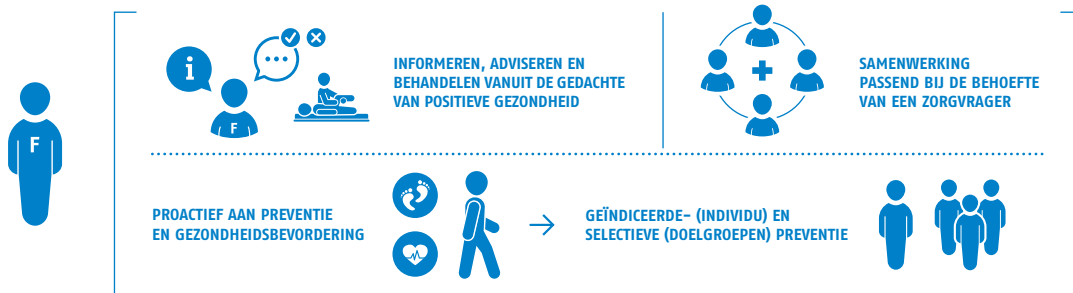 INFORMEREN, ADVISEREN EN
BEHANDELEN VANUIT DE GEDACHTE
VAN POSITIEVE GEZONDHEID
SAMENWERKING
PASSEND BIJ DE BEHOEFTE
VAN EEN ZORGVRAGER
i
F
F
PROACTIEF AAN PREVENTIE
EN GEZONDHEIDSBEVORDERING
GEÏNDICEERDE- (INDIVIDU) EN
SELECTIEVE (DOELGROEPEN) PREVENTIE